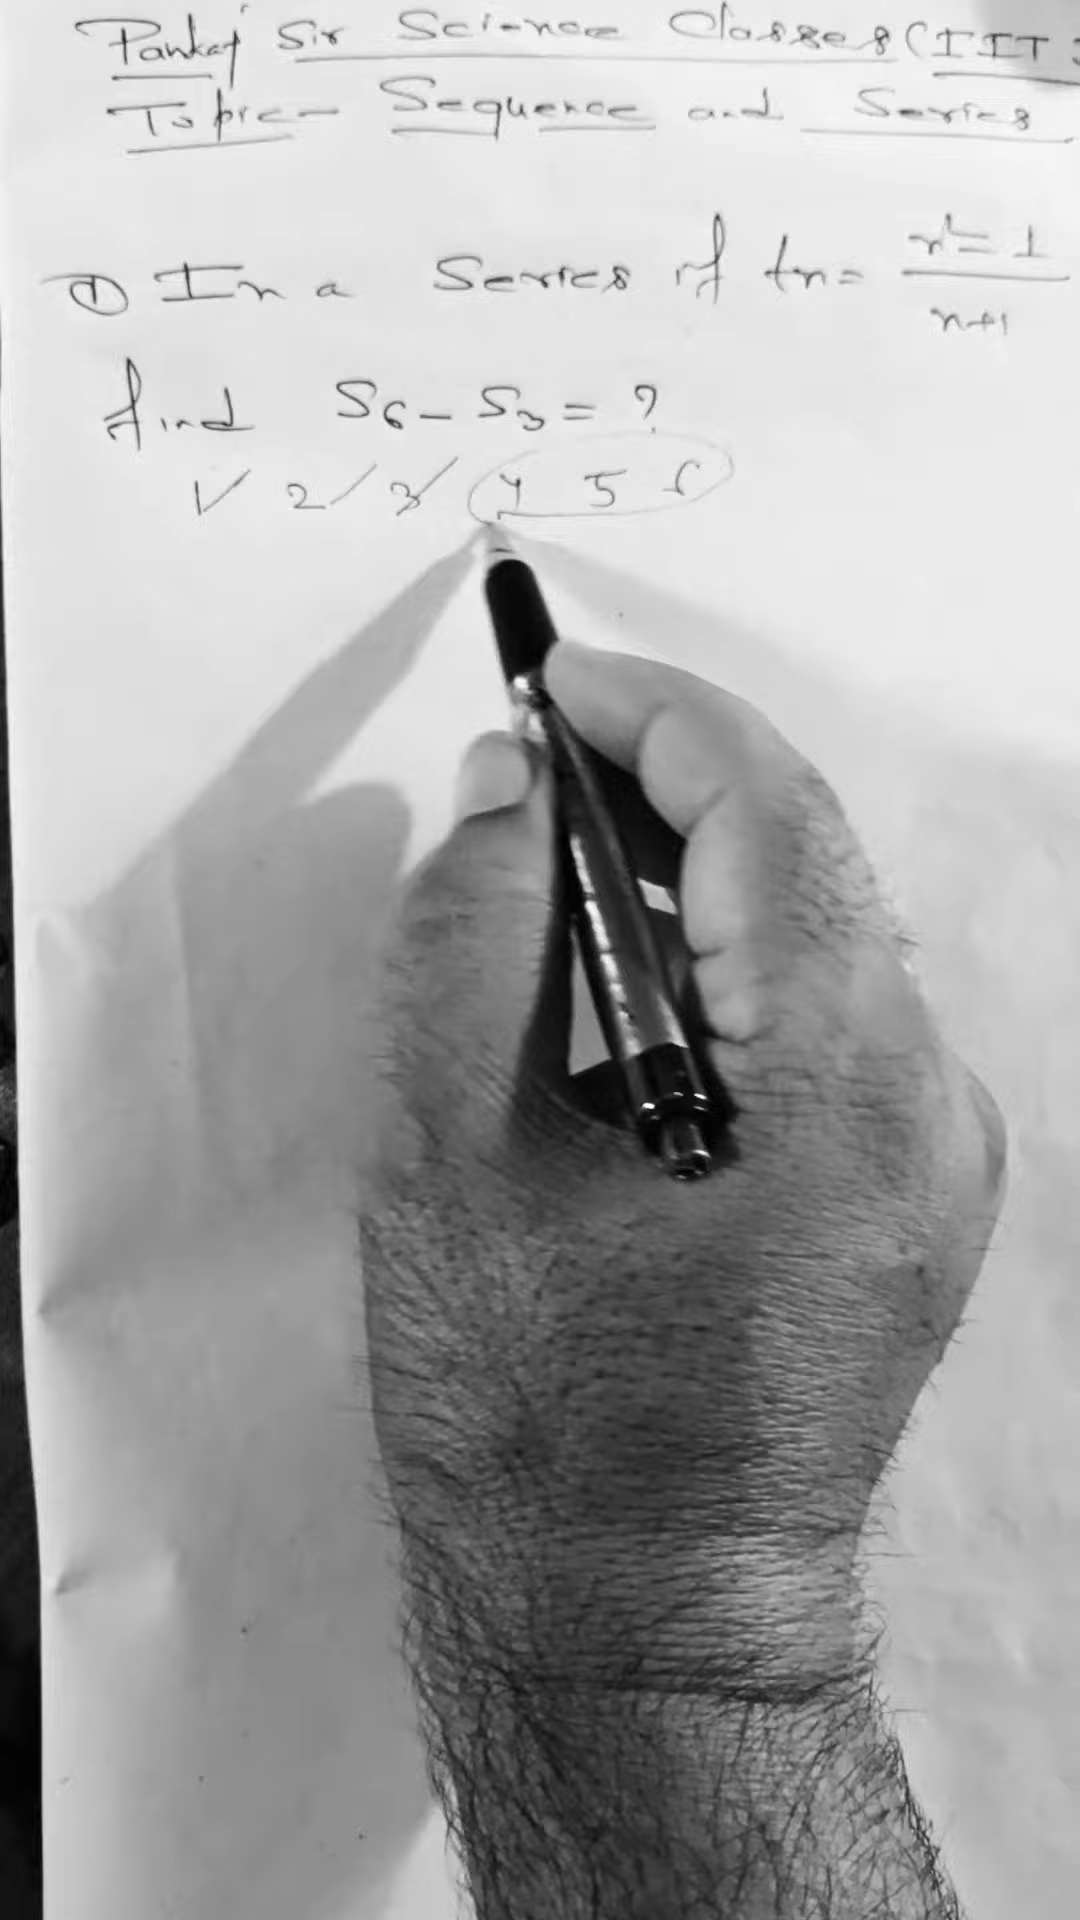 Pankaj Sir Science Classes (IIT
Topic - Sequence and Series
① In a Series if tn = n²-1 / n+1
find S6 - S3 = ?
1 2 3 4 5 6